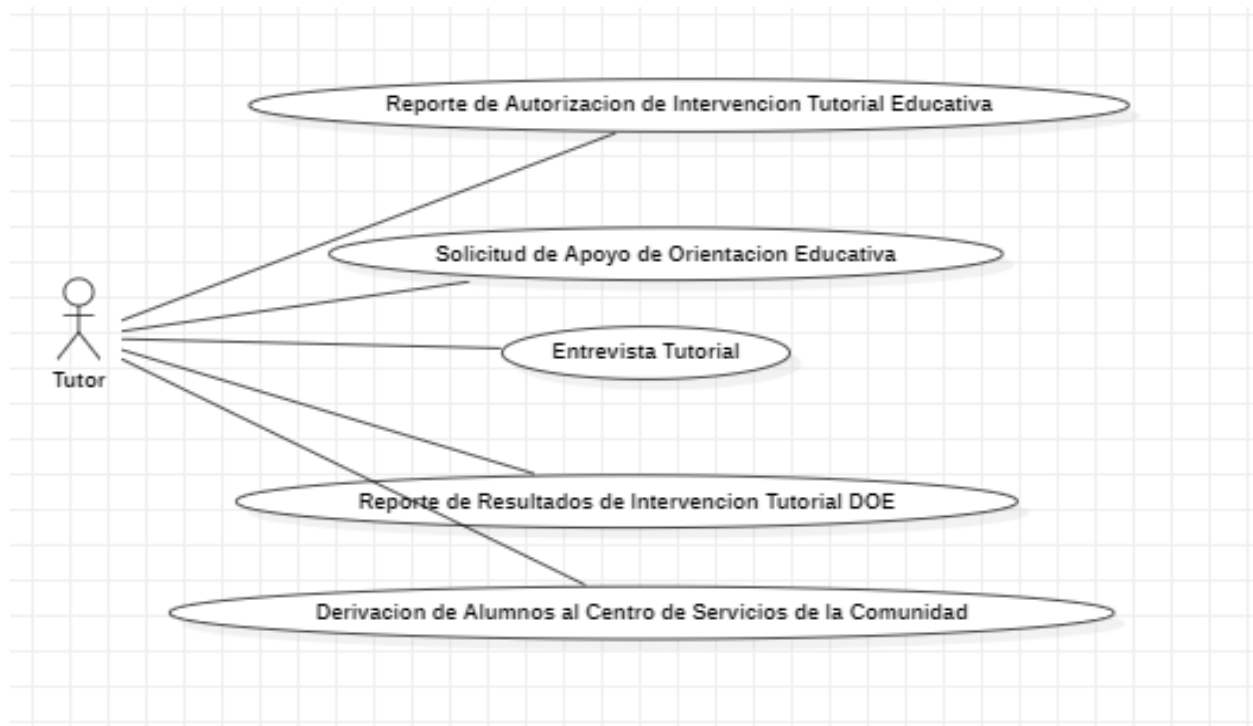 Reporte de Autorizacion de Intervencion Tutorial Educativa
Solicitud de Apoyo de Orientacion Educativa
Entrevista Tutorial
Tutor
Reporte de Resultados de Intervencion Tutorial DOE
Derivacion de Alumnos al Centro de Servicios de la Comunidad